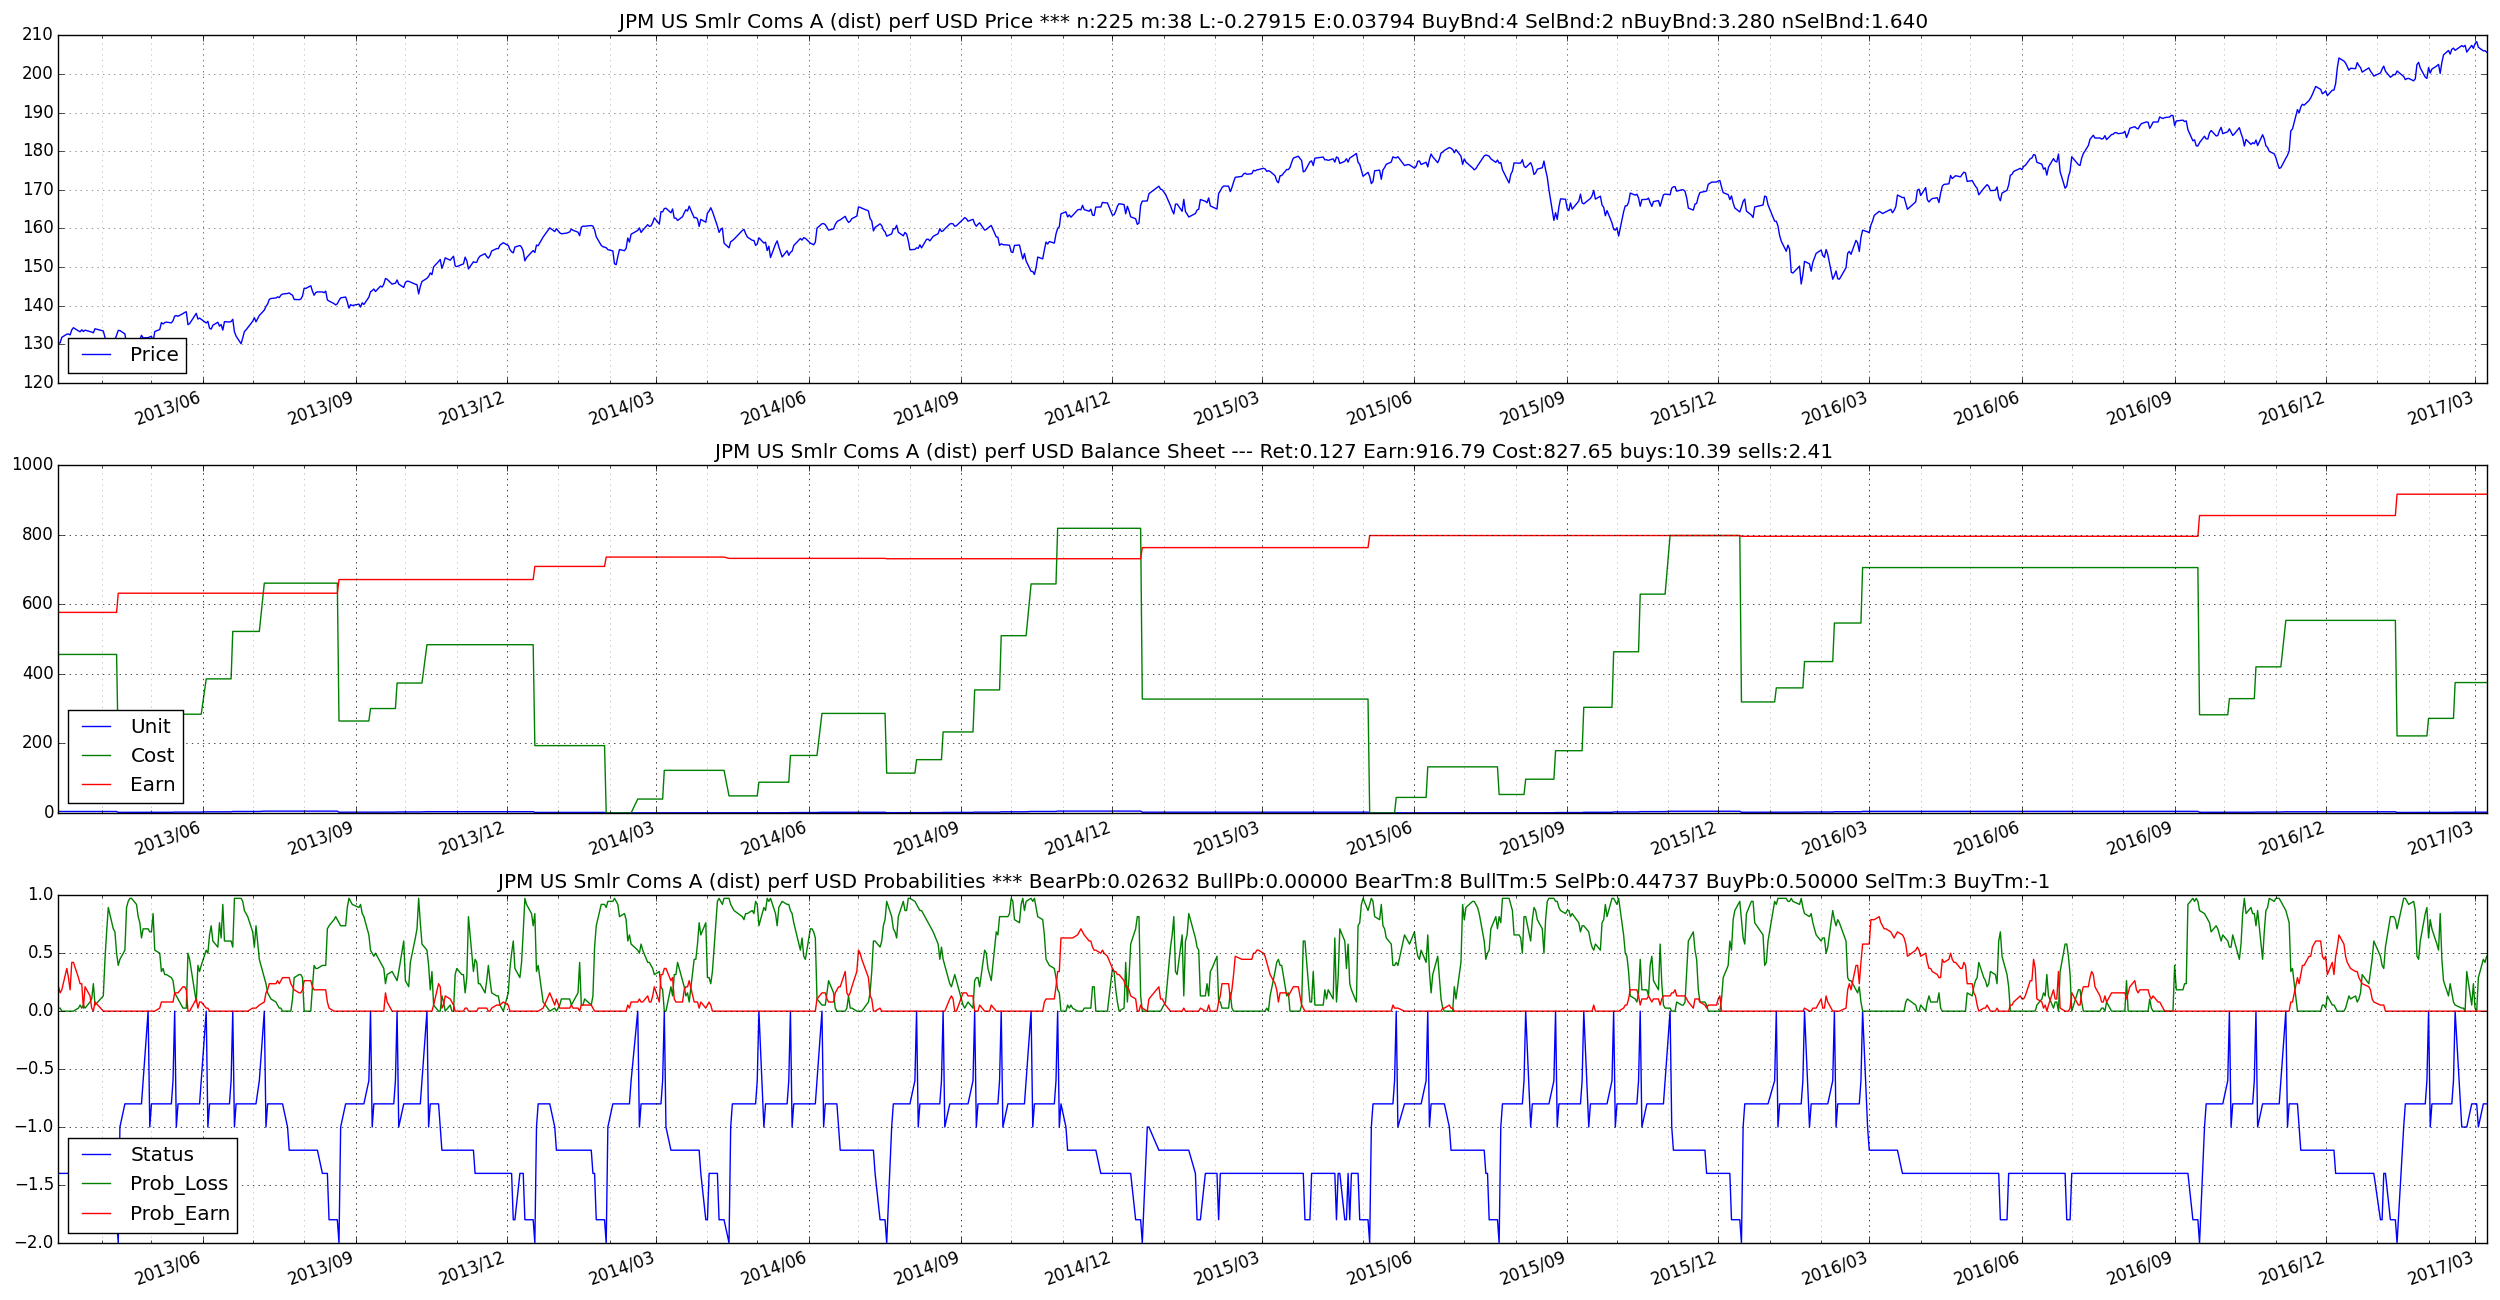 JPM US Smlr Coms A (dist) perf USD Price *** n:225 m:38 L:-0.27915 E:0.03794 BuyBnd:4 SelBnd:2 nBuyBnd:3.280 nSelBnd:1.640
210
200
190
180
170
160
150
140
130
120
Price
2013/06 2013/09 2013/12 2014/03 2014/06 2014/09 2014/12 2015/03 2015/06 2015/09 2015/12 2016/03 2016/06 2016/09 2016/12 2017/03
JPM US Smlr Coms A (dist) perf USD Balance Sheet --- Ret:0.127 Earn:916.79 Cost:827.65 buys:10.39 sells:2.41
1000
800
600
400
200
0
Unit
Cost
Earn
2013/06 2013/09 2013/12 2014/03 2014/06 2014/09 2014/12 2015/03 2015/06 2015/09 2015/12 2016/03 2016/06 2016/09 2016/12 2017/03
JPM US Smlr Coms A (dist) perf USD Probabilities *** BearPb:0.02632 BullPb:0.00000 BearTm:8 BullTm:5 SelPb:0.44737 BuyPb:0.50000 SelTm:3 BuyTm:-1
1.0
0.5
0.0
−0.5
−1.0
−1.5
−2.0
Status
Prob_Loss
Prob_Earn
2013/06 2013/09 2013/12 2014/03 2014/06 2014/09 2014/12 2015/03 2015/06 2015/09 2015/12 2016/03 2016/06 2016/09 2016/12 2017/03